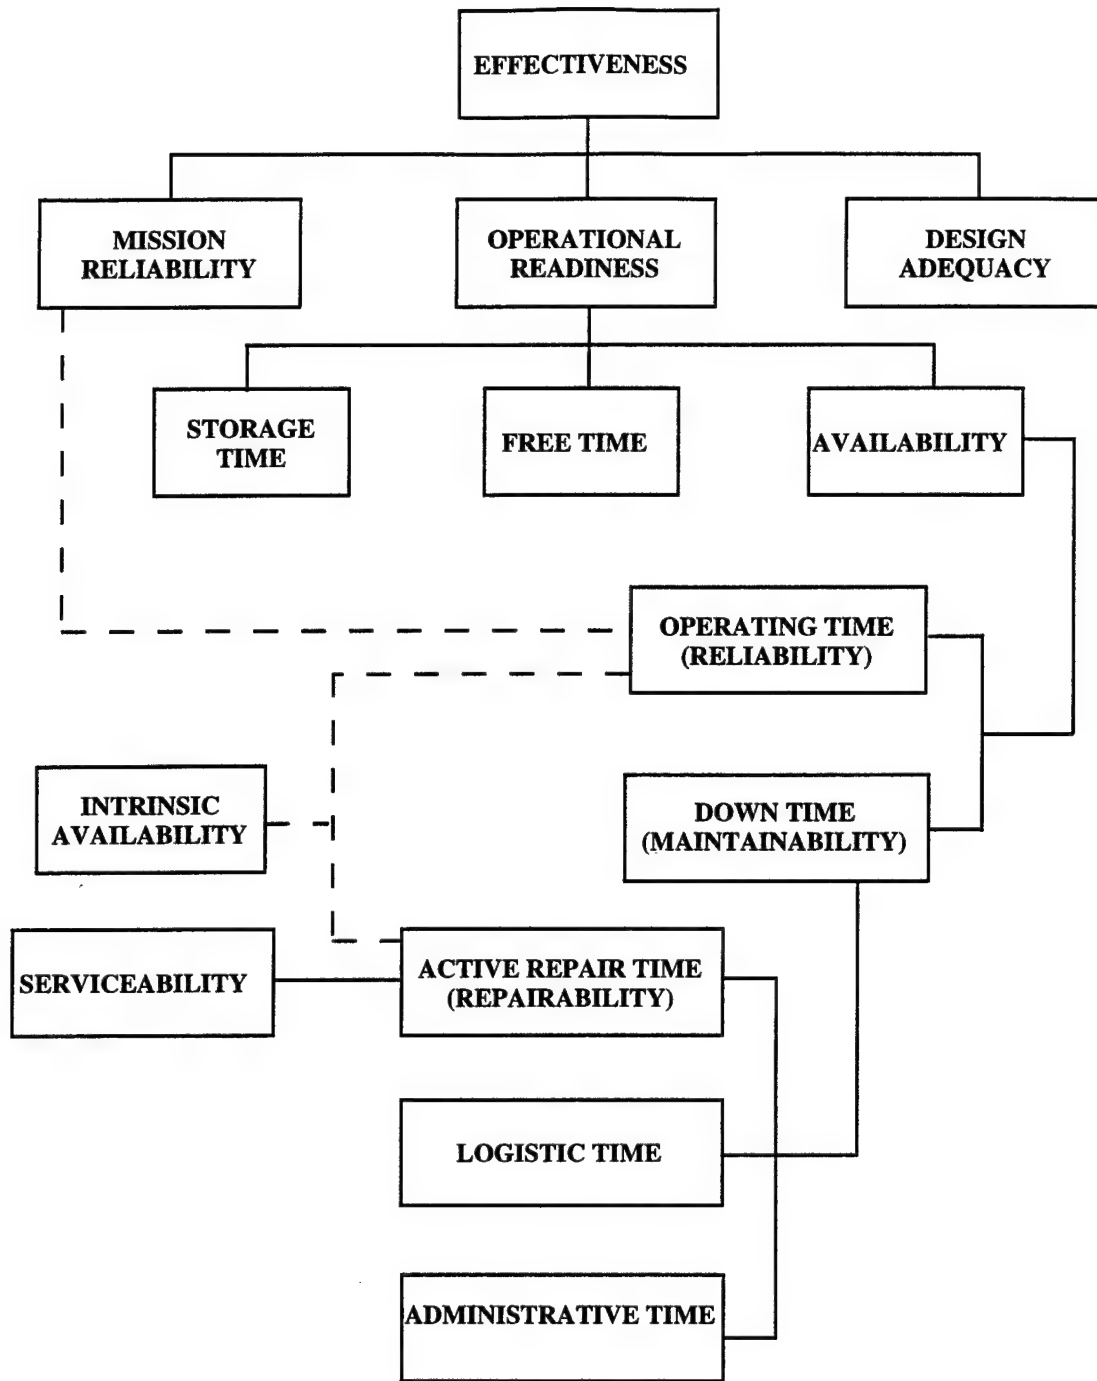 EFFECTIVENESS
MISSION
RELIABILITY
OPERATIONAL
READINESS
DESIGN
ADEQUACY
STORAGE
TIME
FREE TIME
AVAILABILITY
OPERATING TIME
(RELIABILITY)
INTRINSIC
AVAILABILITY
DOWN TIME
(MAINTAINABILITY)
SERVICEABILITY
ACTIVE REPAIR TIME
(REPAIRABILITY)
LOGISTIC TIME
ADMINISTRATIVE TIME